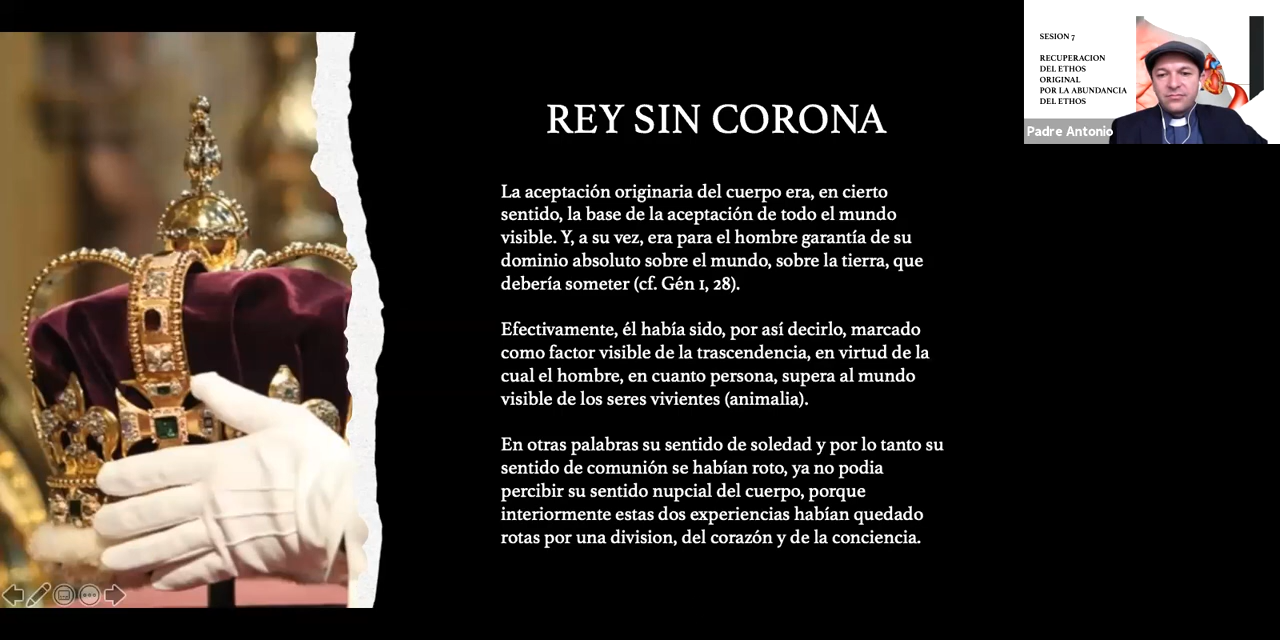 REY SIN CORONA
La aceptación originaria del cuerpo era, en cierto
sentido, la base de la aceptación de todo el mundo
visible. Y, a su vez, era para el hombre garantía de su
dominio absoluto sobre el mundo, sobre la tierra, que
debería someter (cf. Gén 1, 28).
Efectivamente, él había sido, por así decirlo, marcado
como factor visible de la trascendencia, en virtud de la
cual el hombre, en cuanto persona, supera al mundo
visible de los seres vivientes (animalia).
En otras palabras su sentido de soledad y por lo tanto su
sentido de comunión se habían roto, ya no podia
percibir su sentido nupcial del cuerpo, porque
interiormente estas dos experiencias habían quedado
rotas por una division, del corazón y de la conciencia.
SESION 7
RECUPERACION
DEL ETHOS
ORIGINAL
POR LA ABUNDANCIA
DEL ETHOS
Padre Antonio